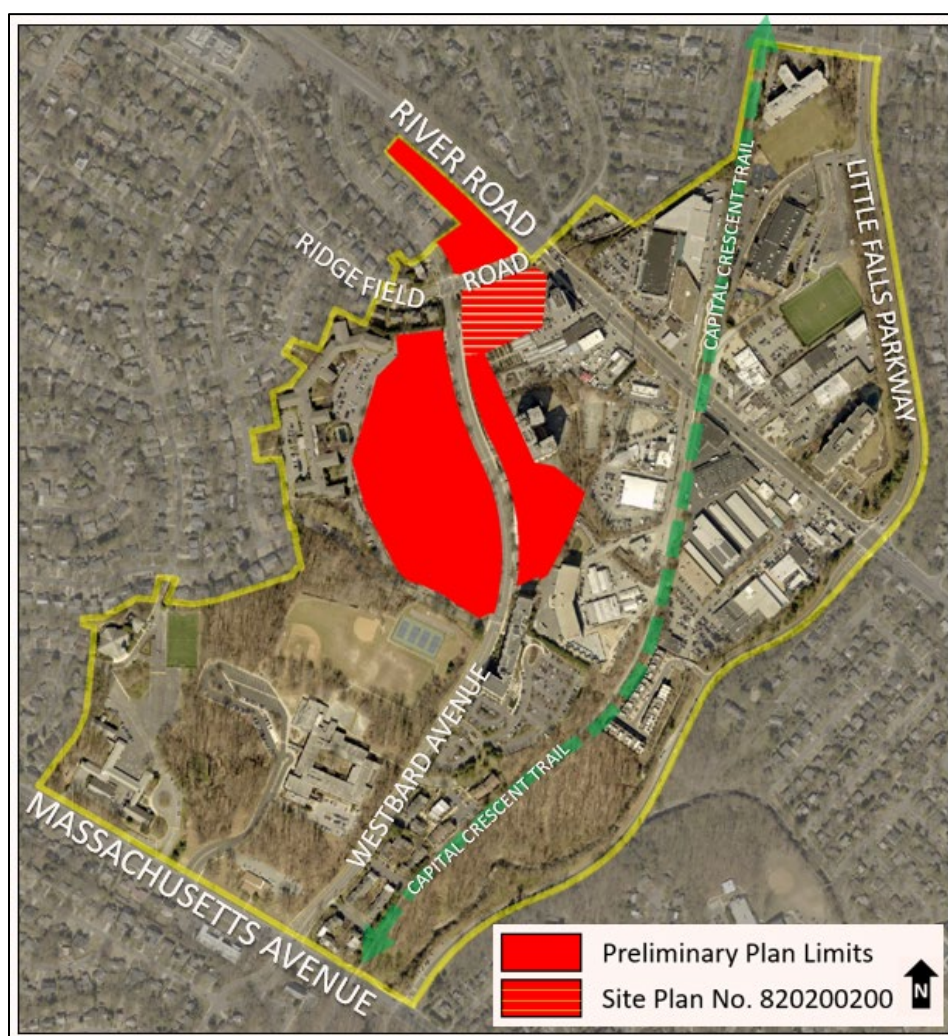 RIVER ROAD
RIDGE FIELD
ROAD
CAPITAL CRESCENT TRAIL
LITTLE FALLS PARKWAY
WESTBARD AVENUE
CAPITAL CRESCENT TRAIL
MASSACHUSETTS AVENUE
Preliminary Plan Limits
Site Plan No. 820200200
N